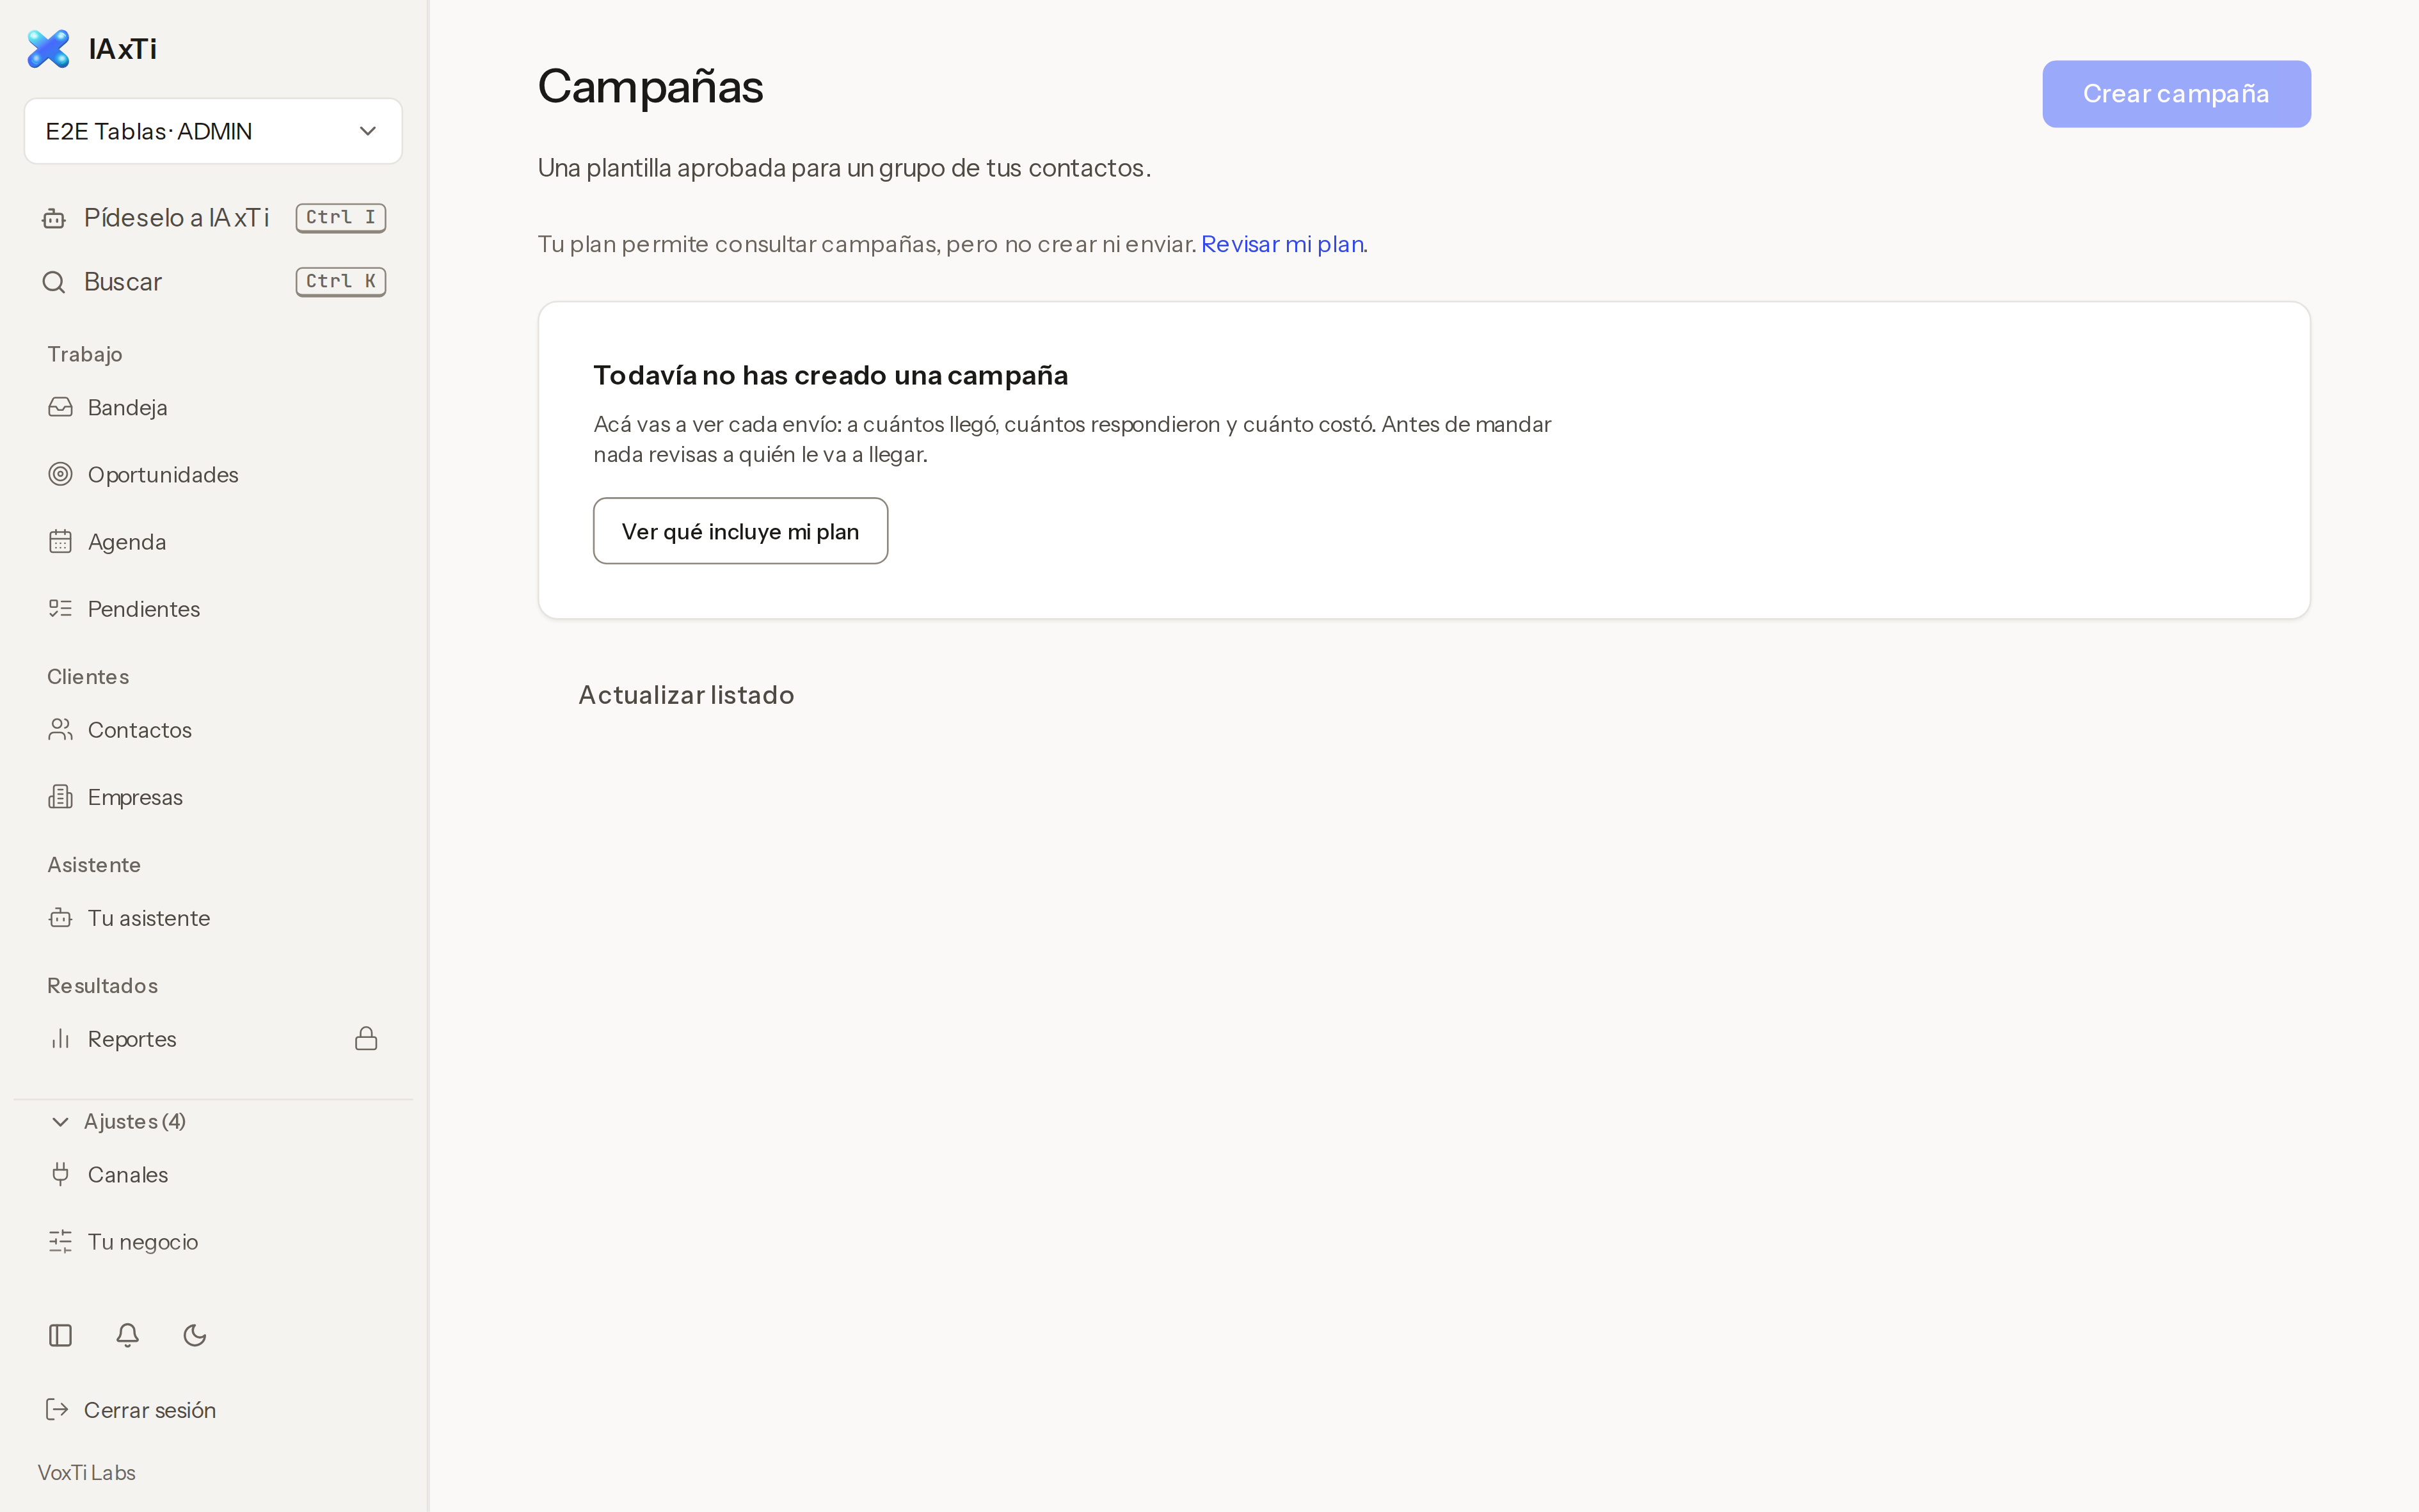 IAxTi
E2E Tablas · ADMIN
Pídeselo a IAxTi
Ctrl I
Buscar
Ctrl K
Trabajo
Bandeja
Oportunidades
Agenda
Pendientes
Clientes
Contactos
Empresas
Asistente
Tu asistente
Resultados
Reportes
Ajustes (4)
Canales
Tu negocio
Cerrar sesión
VoxTi Labs
Campañas
Crear campaña
Una plantilla aprobada para un grupo de tus contactos.
Tu plan permite consultar campañas, pero no crear ni enviar. Revisar mi plan.
Todavía no has creado una campaña
Acá vas a ver cada envío: a cuántos llegó, cuántos respondieron y cuánto costó. Antes de mandar
nada revisas a quién le va a llegar.
Ver qué incluye mi plan
Actualizar listado